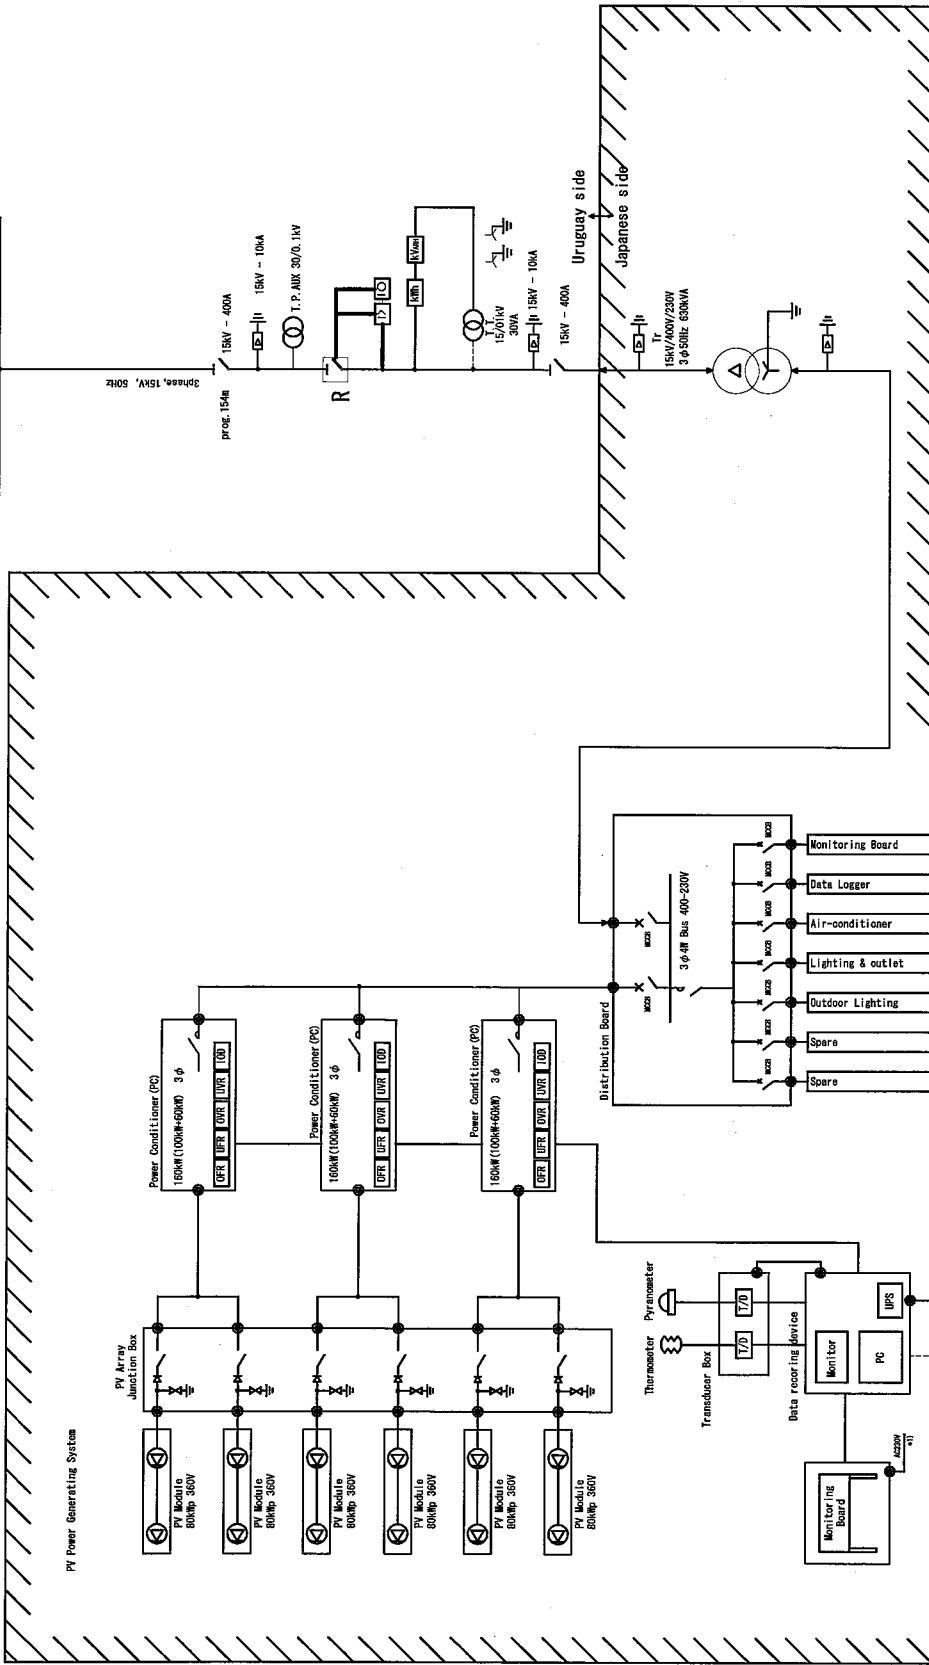 PV Power Generating System
PV Module
80kWp 360V
PV Module
80kWp 360V
PV Module
80kWp 360V
PV Module
80kWp 360V
PV Module
80kWp 360V
PV Module
80kWp 360V
PV Array
Junction Box
Power Conditioner(PC)
160kW(100kW+60kW) 3φ
OFR UFR OVR UVR IOD
Power Conditioner(PC)
160kW(100kW+60kW) 3φ
OFR UFR OVR UVR IOD
Power Conditioner(PC)
160kW(100kW+60kW) 3φ
OFR UFR OVR UVR IOD
Thermometer
Pyranometer
Transducer Box
T/D
T/D
Data recoring device
Monitor
PC
UPS
Monitoring
Board
AC230V
*1)
Distribution Board
MCCB
MCCB
3φ4W Bus 400-230V
MCCB
MCCB
MCCB
MCCB
MCCB
MCCB
MCCB
Monitoring Board
Data Logger
Air-conditioner
Lighting & outlet
Outdoor Lighting
Spare
Spare
3phase, 15kV, 50Hz
prog.154m
15kV - 400A
15kV - 10kA
T.P.AUX 30/0.1kV
R
I>
kWh
kVARH
T.T.
15/01kV
30VA
15kV - 10kA
15kV - 400A
Uruguay side
Japanese side
Tr
15kV/400V/230V
3φ50Hz 630kVA